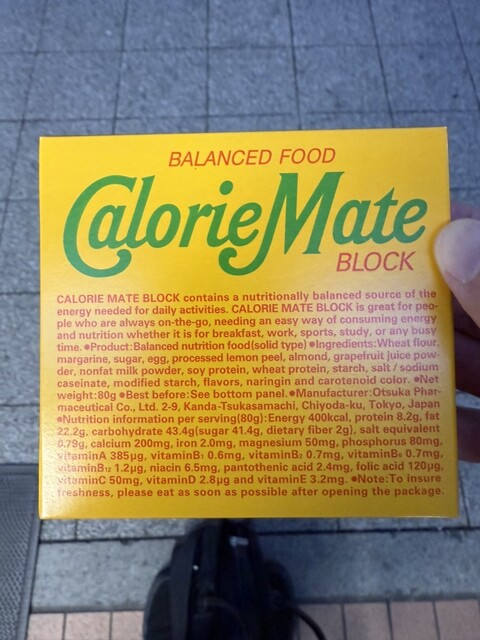 BALANCED FOOD
CalorieMate
BLOCK
CALORIE MATE BLOCK contains a nutritionally balanced source of the
energy needed for daily activities. CALORIE MATE BLOCK is great for peo-
ple who are always on-the-go, needing an easy way of consuming energy
and nutrition whether it is for breakfast, work, sports, study, or any busy
time. ●Product:Balanced nutrition food(solid type) ●Ingredients:Wheat flour,
margarine, sugar, egg, processed lemon peel, almond, grapefruit juice pow-
der, nonfat milk powder, soy protein, wheat protein, starch, salt / sodium
caseinate, modified starch, flavors, naringin and carotenoid color. ●Net
weight:80g ●Best before:See bottom panel. ●Manufacturer:Otsuka Phar-
maceutical Co., Ltd. 2-9, Kanda-Tsukasamachi, Chiyoda-ku, Tokyo, Japan
●Nutrition information per serving(80g):Energy 400kcal, protein 8.2g, fat
22.2g, carbohydrate 43.4g(sugar 41.4g, dietary fiber 2g), salt equivalent
0.79g, calcium 200mg, iron 2.0mg, magnesium 50mg, phosphorus 80mg,
vitaminA 385μg, vitaminB₁ 0.6mg, vitaminB₂ 0.7mg, vitaminB₆ 0.7mg,
vitaminB₁₂ 1.2μg, niacin 6.5mg, pantothenic acid 2.4mg, folic acid 120μg,
vitaminC 50mg, vitaminD 2.8μg and vitaminE 3.2mg. ●Note:To insure
freshness, please eat as soon as possible after opening the package.